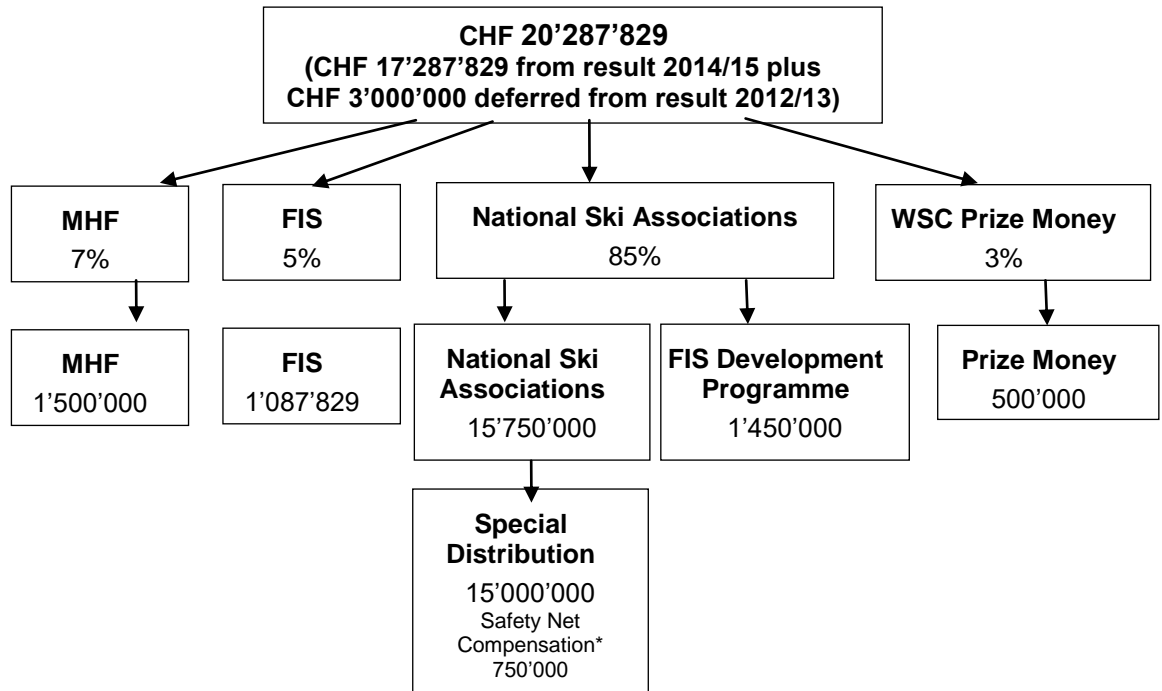 CHF 20’287’829
(CHF 17’287’829 from result 2014/15 plus
CHF 3’000’000 deferred from result 2012/13)
MHF
7%
FIS
5%
National Ski Associations
85%
WSC Prize Money
3%
MHF
1’500’000
FIS
1’087’829
National Ski
Associations
15’750’000
FIS Development
Programme
1’450’000
Prize Money
500’000
Special
Distribution
15’000’000
Safety Net
Compensation*
750’000